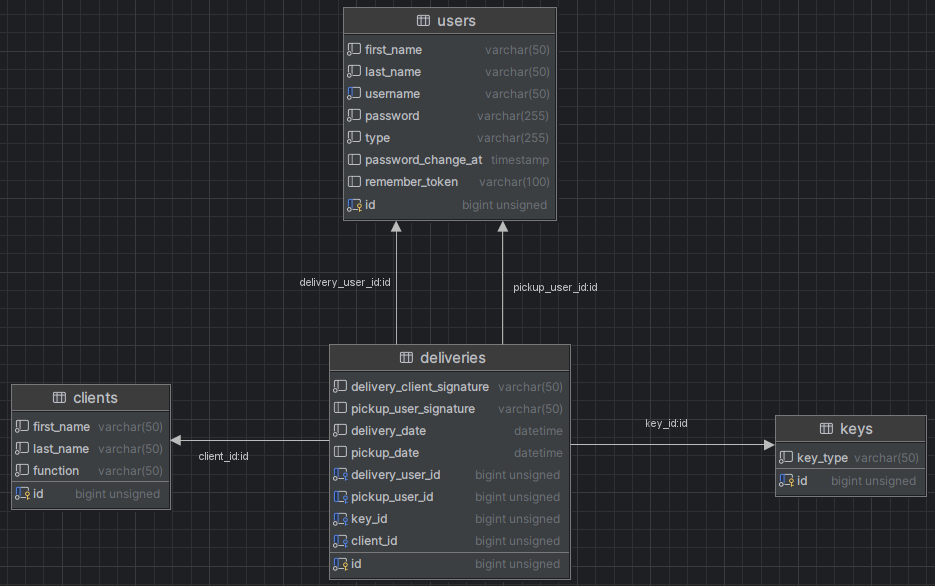 users
first_name varchar(50)
last_name varchar(50)
username varchar(50)
password varchar(255)
type varchar(255)
password_change_at timestamp
remember_token varchar(100)
id bigint unsigned
delivery_user_id:id
pickup_user_id:id
deliveries
delivery_client_signature varchar(50)
pickup_user_signature varchar(50)
delivery_date datetime
pickup_date datetime
delivery_user_id bigint unsigned
pickup_user_id bigint unsigned
key_id bigint unsigned
client_id bigint unsigned
id bigint unsigned
clients
first_name varchar(50)
last_name varchar(50)
function varchar(50)
id bigint unsigned
client_id:id
key_id:id
keys
key_type varchar(50)
id bigint unsigned